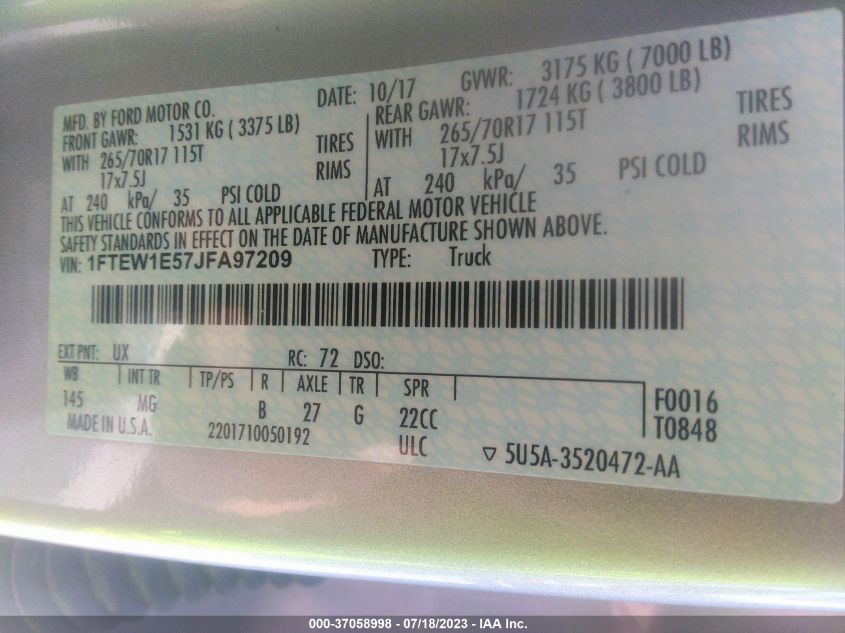 MFD. BY FORD MOTOR CO.
DATE: 10/17
GVWR: 3175 KG ( 7000 LB)
FRONT GAWR: 1531 KG ( 3375 LB)
REAR GAWR: 1724 KG ( 3800 LB)
WITH 265/70R17 115T TIRES
WITH 265/70R17 115T TIRES
17x7.5J RIMS
17x7.5J RIMS
AT 240 kPa/ 35 PSI COLD
AT 240 kPa/ 35 PSI COLD
THIS VEHICLE CONFORMS TO ALL APPLICABLE FEDERAL MOTOR VEHICLE
SAFETY STANDARDS IN EFFECT ON THE DATE OF MANUFACTURE SHOWN ABOVE.
VIN: 1FTEW1E57JFA97209 TYPE: Truck
EXT PNT: UX RC: 72 DSO:
WB INT TR TP/PS R AXLE TR SPR
145 MG B 27 G 22CC F0016
MADE IN U.S.A. 2201710050192 ULC T0848
5U5A-3520472-AA
000-37058998 - 07/18/2023 - IAA Inc.